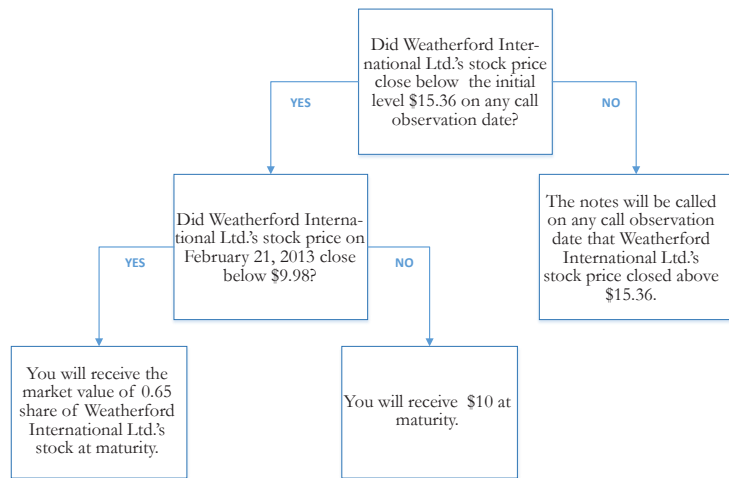 Did Weatherford Inter-
national Ltd.'s stock price
close below the initial
level $15.36 on any call
observation date?
YES
NO
Did Weatherford Interna-
tional Ltd.'s stock price on
February 21, 2013 close
below $9.98?
The notes will be called
on any call observation
date that Weatherford
International Ltd.'s
stock price closed above
$15.36.
YES
NO
You will receive the
market value of 0.65
share of Weatherford
International Ltd.'s
stock at maturity.
You will receive $10 at
maturity.